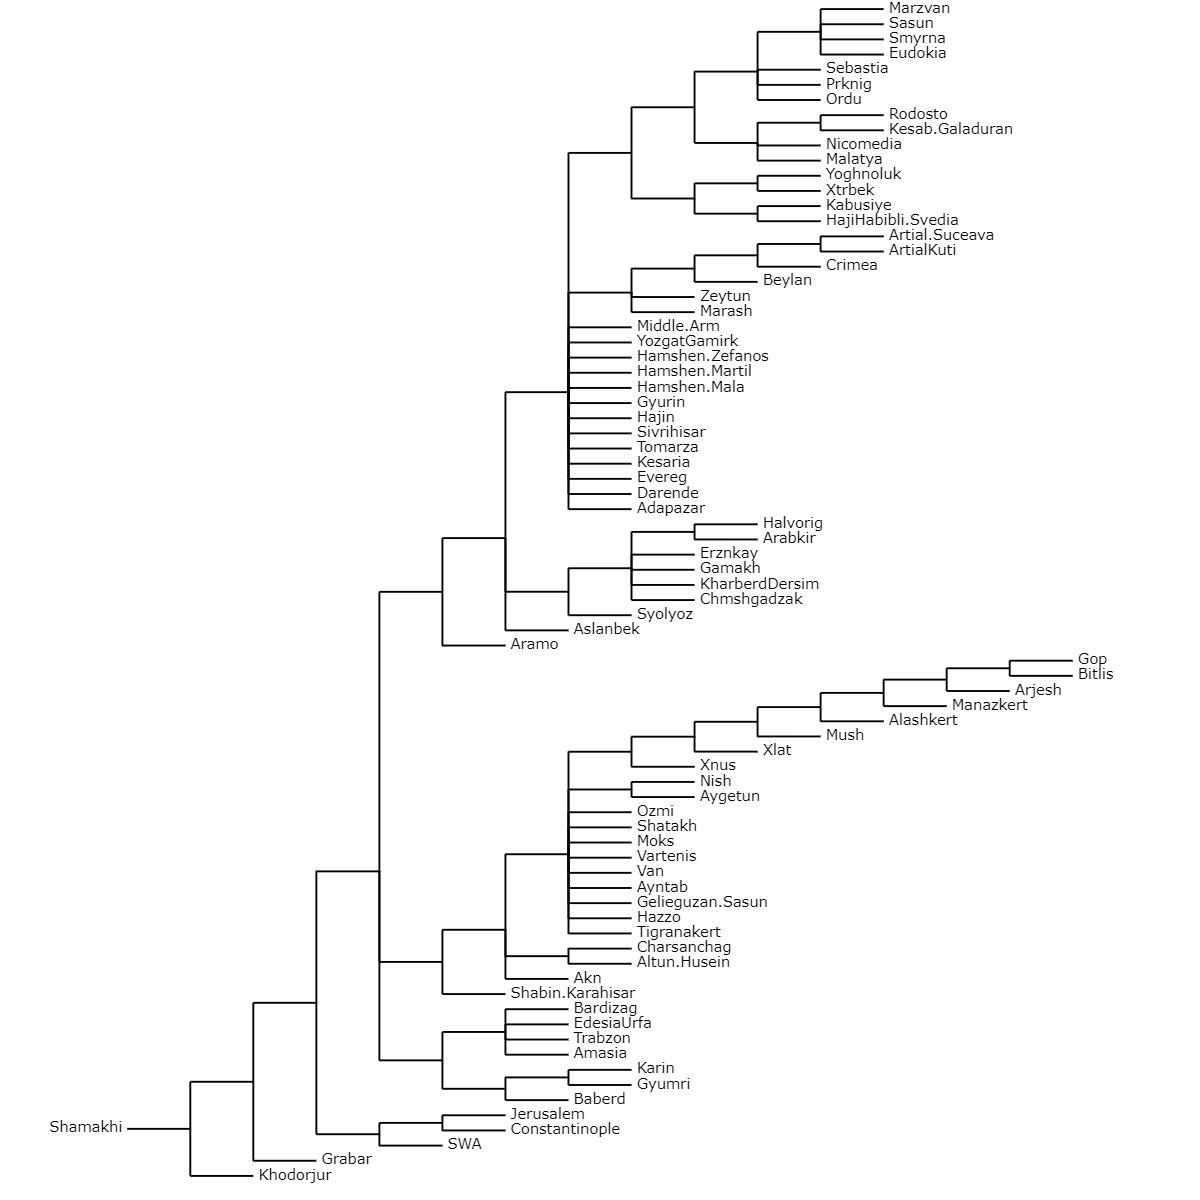 Marzvan
Sasun
Smyrna
Eudokia
Sebastia
Prknig
Ordu
Rodosto
Kesab.Galaduran
Nicomedia
Malatya
Yoghnoluk
Xtrbek
Kabusiye
HajiHabibli.Svedia
Artial.Suceava
ArtialKuti
Crimea
Beylan
Zeytun
Marash
Middle.Arm
YozgatGamirk
Hamshen.Zefanos
Hamshen.Martil
Hamshen.Mala
Gyurin
Hajin
Sivrihisar
Tomarza
Kesaria
Evereg
Darende
Adapazar
Halvorig
Arabkir
Erznkay
Gamakh
KharberdDersim
Chmshgadzak
Syolyoz
Aslanbek
Aramo
Gop
Bitlis
Arjesh
Manazkert
Alashkert
Mush
Xlat
Xnus
Nish
Aygetun
Ozmi
Shatakh
Moks
Vartenis
Van
Ayntab
Gelieguzan.Sasun
Hazzo
Tigranakert
Charsanchag
Altun.Husein
Akn
Shabin.Karahisar
Bardizag
EdesiaUrfa
Trabzon
Amasia
Karin
Gyumri
Baberd
Jerusalem
Constantinople
Shamakhi
SWA
Grabar
Khodorjur